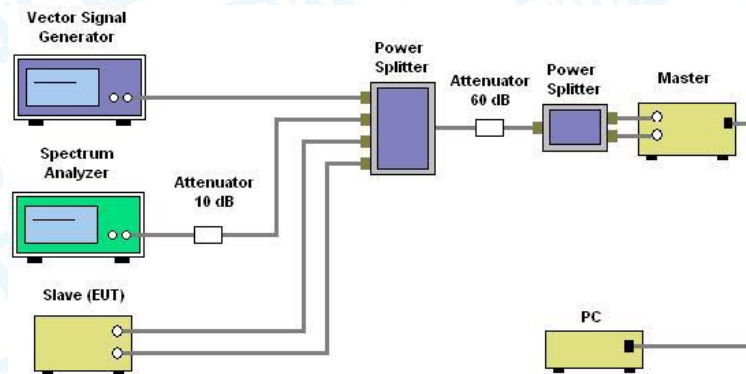 Vector Signal
Generator
Power
Splitter
Attenuator
60 dB
Power
Splitter
Master
Spectrum
Analyzer
Attenuator
10 dB
Slave (EUT)
PC